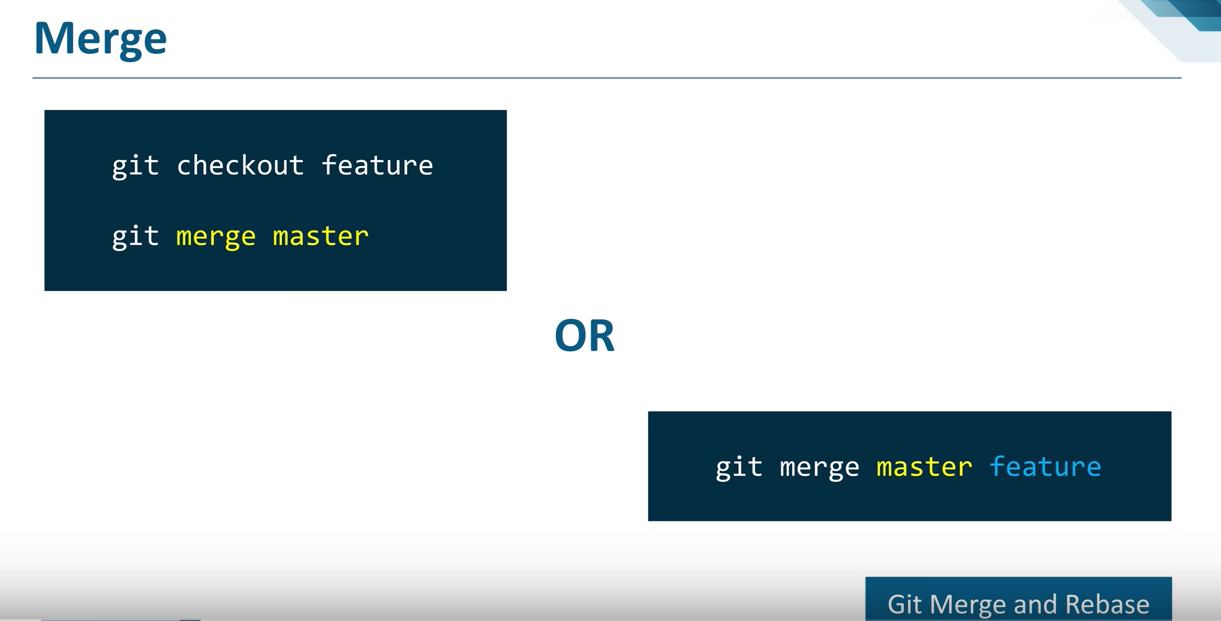 Merge
git checkout feature
git merge master
OR
git merge master feature
Git Merge and Rebase